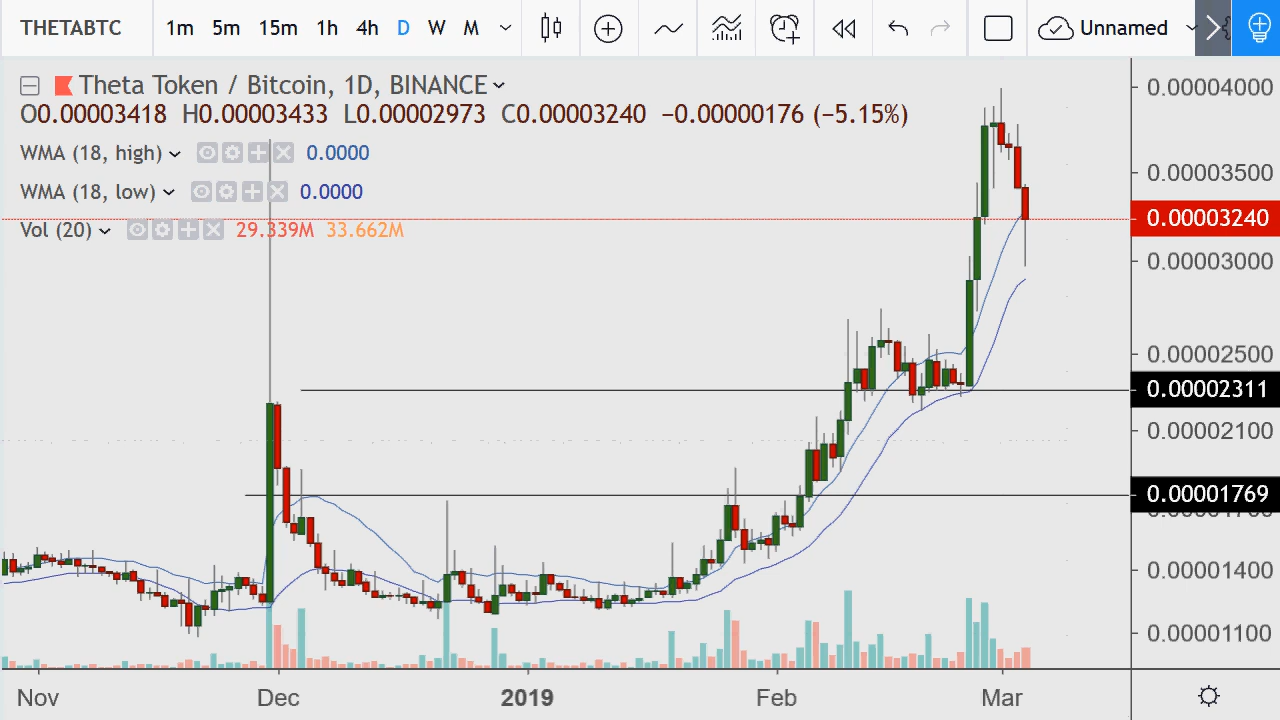 THETABTC 1m 5m 15m 1h 4h D W M Unnamed
Theta Token / Bitcoin, 1D, BINANCE
O0.00003418 H0.00003433 L0.00002973 C0.00003240 −0.00000176 (−5.15%)
WMA (18, high) 0.0000
WMA (18, low) 0.0000
Vol (20) 29.339M 33.662M
0.00004000
0.00003500
0.00003240
0.00003000
0.00002500
0.00002311
0.00002100
0.00001769
0.00001400
0.00001100
Nov Dec 2019 Feb Mar